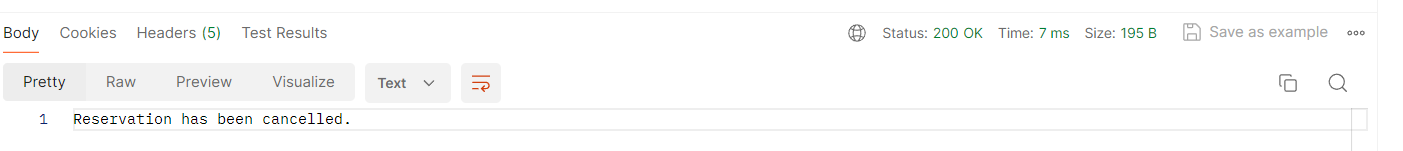 Body Cookies Headers (5) Test Results Status: 200 OK Time: 7 ms Size: 195 B Save as example
Pretty Raw Preview Visualize Text
1 Reservation has been cancelled.